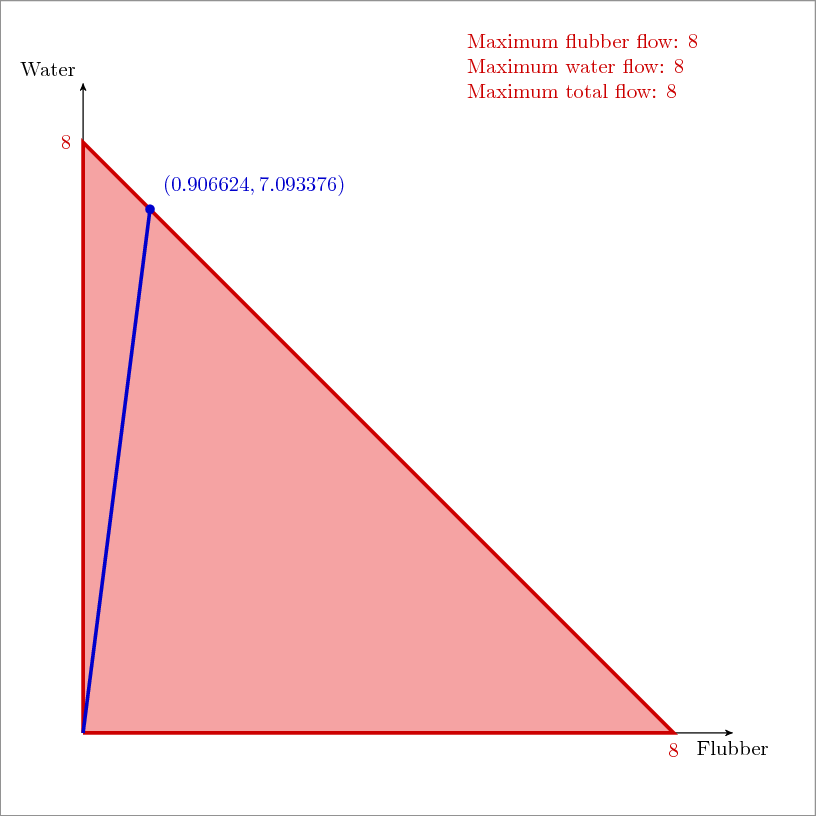 Maximum flubber flow: 8
Maximum water flow: 8
Maximum total flow: 8
Water
8
(0.906624, 7.093376)
8
Flubber